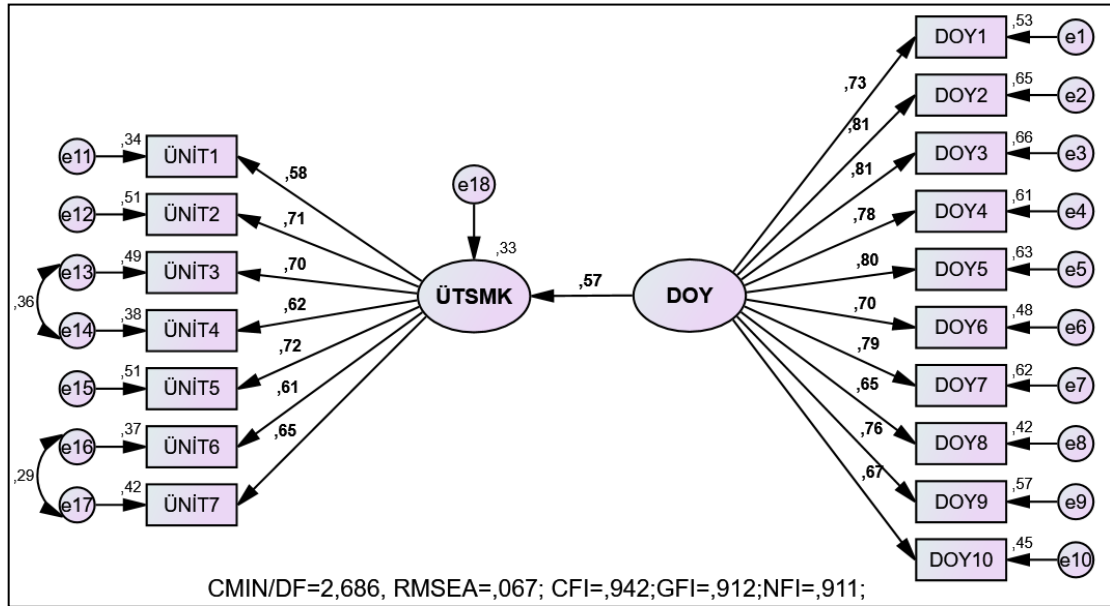 ,53
DOY1
e1
,73
,65
DOY2
e2
,81
,66
DOY3
e3
,81
,61
DOY4
e4
,78
,63
DOY5
e5
,80
,48
DOY6
e6
,70
,62
DOY7
e7
,79
,42
DOY8
e8
,65
,57
DOY9
e9
,76
,45
DOY10
e10
,67
e11
,34
ÜNİT1
,58
e12
,51
ÜNİT2
,71
e13
,49
ÜNİT3
,70
,36
e14
,38
ÜNİT4
,62
e15
,51
ÜNİT5
,72
e16
,37
ÜNİT6
,61
,29
e17
,42
ÜNİT7
,65
e18
,33
ÜTSMK
,57
DOY
CMIN/DF=2,686, RMSEA=,067; CFI=,942;GFI=,912;NFI=,911;